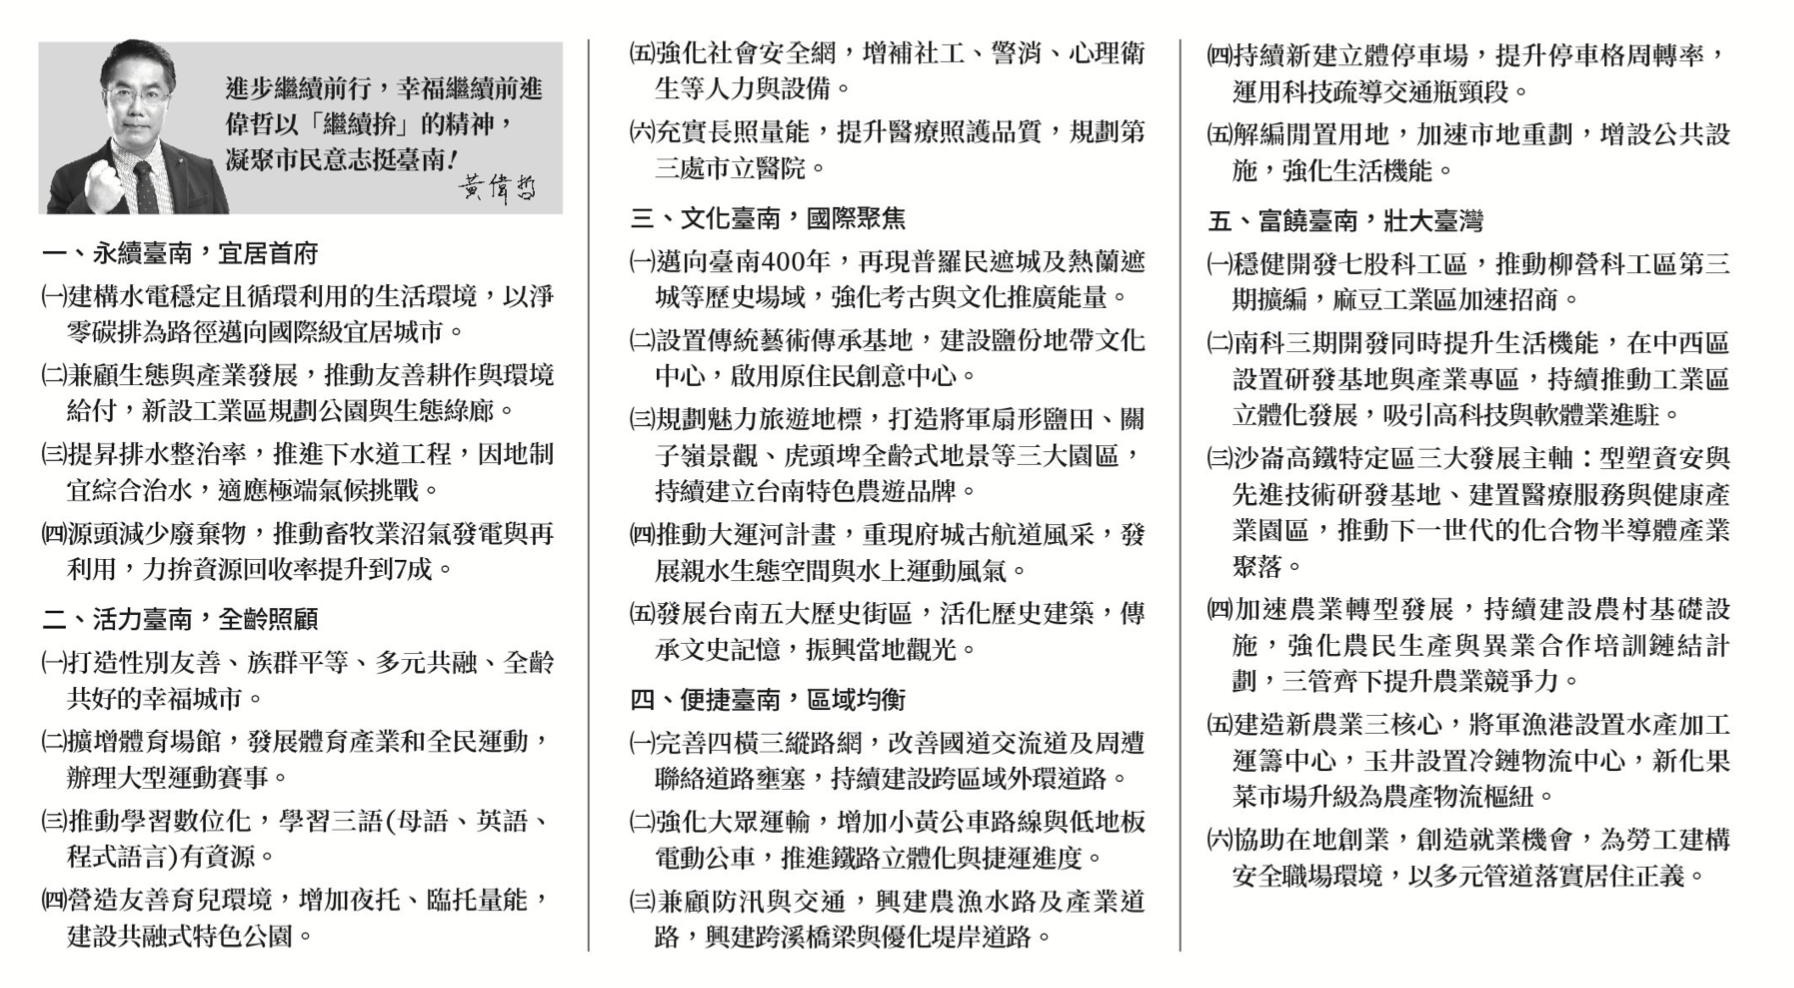 進步繼續前行，幸福繼續前進
偉哲以「繼續拚」的精神，
凝聚市民意志挺臺南!
黃偉哲
一、永續臺南，宜居首府
㈠建構水電穩定且循環利用的生活環境，以淨
零碳排為路徑邁向國際級宜居城市。
㈡兼顧生態與產業發展，推動友善耕作與環境
給付，新設工業區規劃公園與生態綠廊。
㈢提昇排水整治率，推進下水道工程，因地制
宜綜合治水，適應極端氣候挑戰。
㈣源頭減少廢棄物，推動畜牧業沼氣發電與再
利用，力拚資源回收率提升到7成。
二、活力臺南，全齡照顧
㈠打造性別友善、族群平等、多元共融、全齡
共好的幸福城市。
㈡擴增體育場館，發展體育產業和全民運動，
辦理大型運動賽事。
㈢推動學習數位化，學習三語(母語、英語、
程式語言)有資源。
㈣營造友善育兒環境，增加夜托、臨托量能，
建設共融式特色公園。
㈤強化社會安全網，增補社工、警消、心理衛
生等人力與設備。
㈥充實長照量能，提升醫療照護品質，規劃第
三處市立醫院。
三、文化臺南，國際聚焦
㈠邁向臺南400年，再現普羅民遮城及熱蘭遮
城等歷史場域，強化考古與文化推廣能量。
㈡設置傳統藝術傳承基地，建設鹽份地帶文化
中心，啟用原住民創意中心。
㈢規劃魅力旅遊地標，打造將軍扇形鹽田、關
子嶺景觀、虎頭埤全齡式地景等三大園區，
持續建立台南特色農遊品牌。
㈣推動大運河計畫，重現府城古航道風采，發
展親水生態空間與水上運動風氣。
㈤發展台南五大歷史街區，活化歷史建築，傳
承文史記憶，振興當地觀光。
四、便捷臺南，區域均衡
㈠完善四橫三縱路網，改善國道交流道及周遭
聯絡道路壅塞，持續建設跨區域外環道路。
㈡強化大眾運輸，增加小黃公車路線與低地板
電動公車，推進鐵路立體化與捷運進度。
㈢兼顧防汛與交通，興建農漁水路及產業道
路，興建跨溪橋梁與優化堤岸道路。
㈣持續新建立體停車場，提升停車格周轉率，
運用科技疏導交通瓶頸段。
㈤解編閒置用地，加速市地重劃，增設公共設
施，強化生活機能。
五、富饒臺南，壯大臺灣
㈠穩健開發七股科工區，推動柳營科工區第三
期擴編，麻豆工業區加速招商。
㈡南科三期開發同時提升生活機能，在中西區
設置研發基地與產業專區，持續推動工業區
立體化發展，吸引高科技與軟體業進駐。
㈢沙崙高鐵特定區三大發展主軸：型塑資安與
先進技術研發基地、建置醫療服務與健康產
業園區，推動下一世代的化合物半導體產業
聚落。
㈣加速農業轉型發展，持續建設農村基礎設
施，強化農民生產與異業合作培訓鏈結計
劃，三管齊下提升農業競爭力。
㈤建造新農業三核心，將軍漁港設置水產加工
運籌中心，玉井設置冷鏈物流中心，新化果
菜市場升級為農產物流樞紐。
㈥協助在地創業，創造就業機會，為勞工建構
安全職場環境，以多元管道落實居住正義。